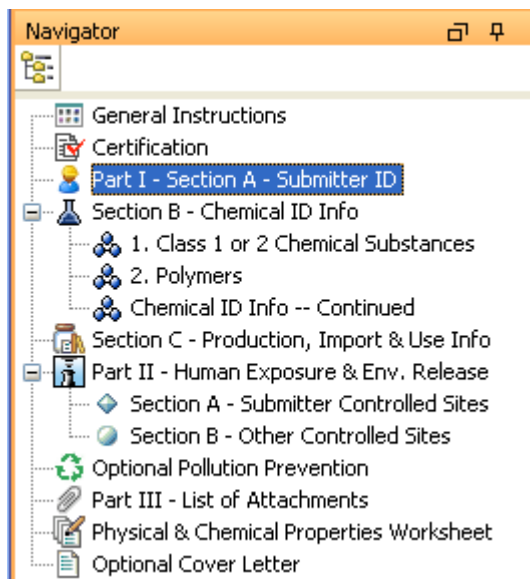 Navigator
General Instructions
Certification
Part I - Section A - Submitter ID
Section B - Chemical ID Info
1. Class 1 or 2 Chemical Substances
2. Polymers
Chemical ID Info -- Continued
Section C - Production, Import & Use Info
Part II - Human Exposure & Env. Release
Section A - Submitter Controlled Sites
Section B - Other Controlled Sites
Optional Pollution Prevention
Part III - List of Attachments
Physical & Chemical Properties Worksheet
Optional Cover Letter